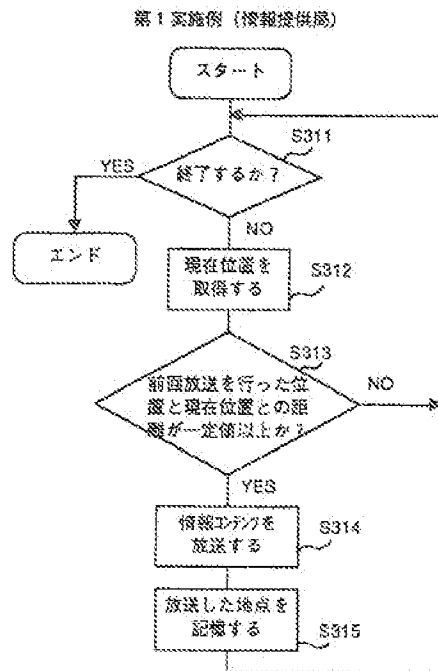 第1実施例（情報提供局）
スタート
S311
YES
終了するか？
エンド
NO
現在位置を
取得する
S312
S313
前回放送を行った位
置と現在位置との距
離が一定値以上か？
NO
YES
情報コンテンツを
放送する
S314
放送した地点を
記憶する
S315